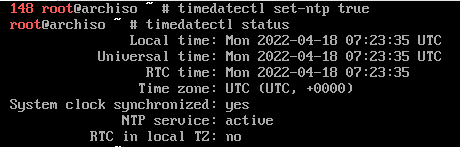 148 root@archiso ~ # timedatectl set-ntp true
root@archiso ~ # timedatectl status
Local time: Mon 2022-04-18 07:23:35 UTC
Universal time: Mon 2022-04-18 07:23:35 UTC
RTC time: Mon 2022-04-18 07:23:35
Time zone: UTC (UTC, +0000)
System clock synchronized: yes
NTP service: active
RTC in local TZ: no